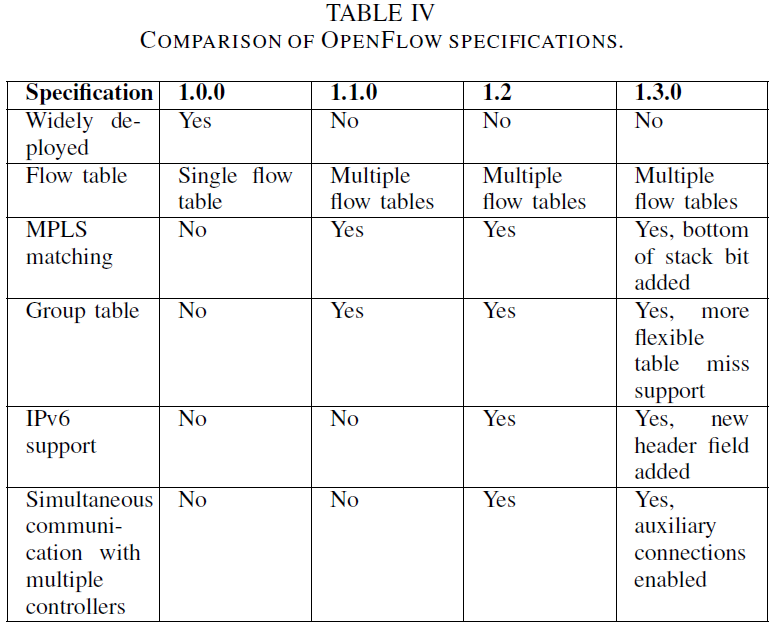 TABLE IV
COMPARISON OF OPENFLOW SPECIFICATIONS.
Specification 1.0.0 1.1.0 1.2 1.3.0
Widely de-
ployed
Yes
No
No
No
Flow table
Single flow
table
Multiple
flow tables
Multiple
flow tables
Multiple
flow tables
MPLS
matching
No
Yes
Yes
Yes, bottom
of stack bit
added
Group table
No
Yes
Yes
Yes, more
flexible
table miss
support
IPv6
support
No
No
Yes
Yes, new
header field
added
Simultaneous
communi-
cation with
multiple
controllers
No
No
Yes
Yes,
auxiliary
connections
enabled